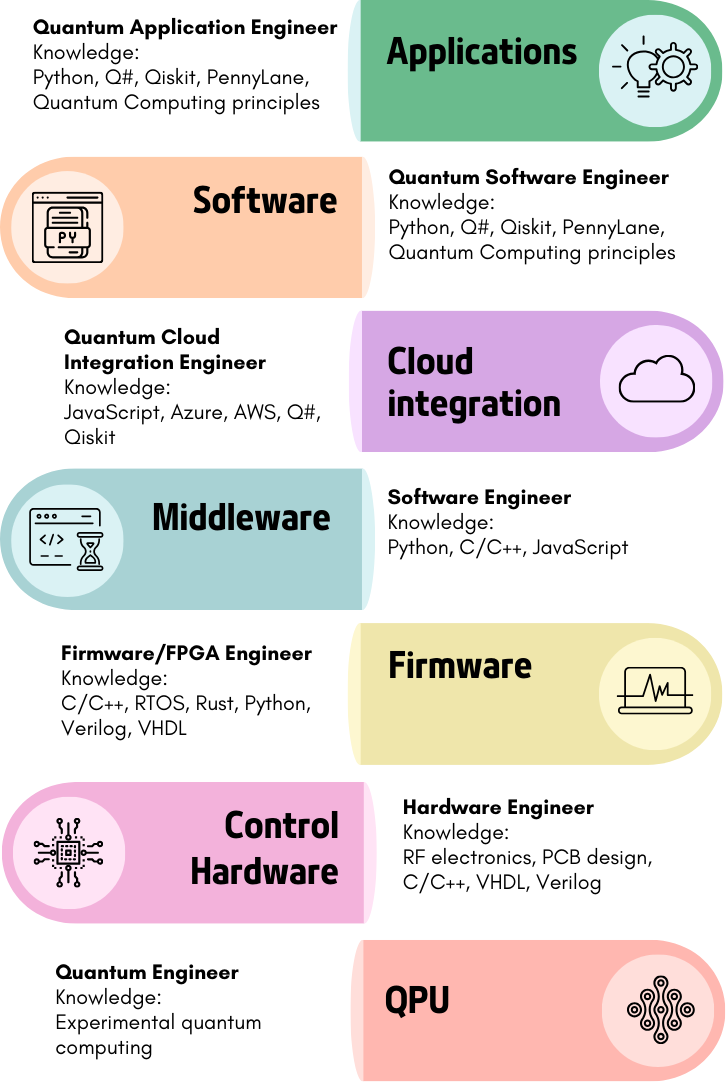 Quantum Application Engineer
Knowledge:
Python, Q#, Qiskit, PennyLane,
Quantum Computing principles
Applications
Software
PY
Quantum Software Engineer
Knowledge:
Python, Q#, Qiskit, PennyLane,
Quantum Computing principles
Quantum Cloud
Integration Engineer
Knowledge:
JavaScript, Azure, AWS, Q#,
Qiskit
Cloud
integration
Middleware
</>
Software Engineer
Knowledge:
Python, C/C++, JavaScript
Firmware/FPGA Engineer
Knowledge:
C/C++, RTOS, Rust, Python,
Verilog, VHDL
Firmware
Control
Hardware
Hardware Engineer
Knowledge:
RF electronics, PCB design,
C/C++, VHDL, Verilog
Quantum Engineer
Knowledge:
Experimental quantum
computing
QPU